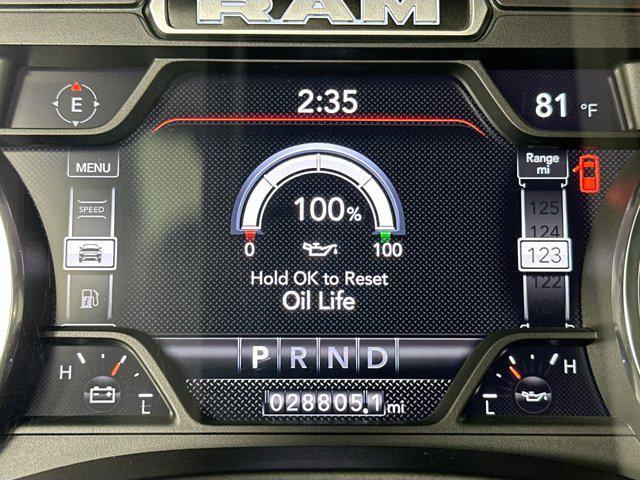 RAM
E
2:35
81 °F
MENU
Range
mi
SPEED
100%
125
124
123
122
0
100
Hold OK to Reset
Oil Life
P R N D
H
L
028805.1 mi
H
L